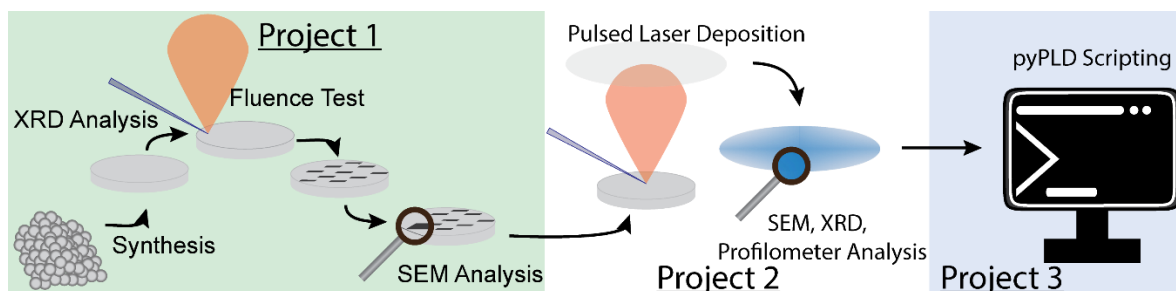 Project 1
XRD Analysis
Fluence Test
Synthesis
SEM Analysis
Pulsed Laser Deposition
SEM, XRD,
Profilometer Analysis
Project 2
pyPLD Scripting
Project 3